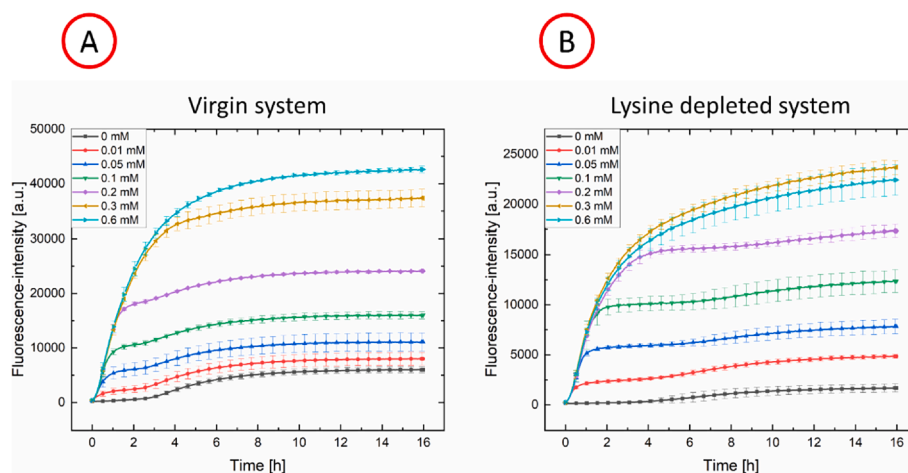 A
B
Virgin system
Lysine depleted system
Fluorescence-intensity [a.u.]
50000
40000
30000
20000
10000
0
0 mM
0.01 mM
0.05 mM
0.1 mM
0.2 mM
0.3 mM
0.6 mM
0 2 4 6 8 10 12 14 16
Time [h]
Fluorescence-intensity [a.u.]
25000
20000
15000
10000
5000
0
0 mM
0.01 mM
0.05 mM
0.1 mM
0.2 mM
0.3 mM
0.6 mM
0 2 4 6 8 10 12 14 16
Time [h]